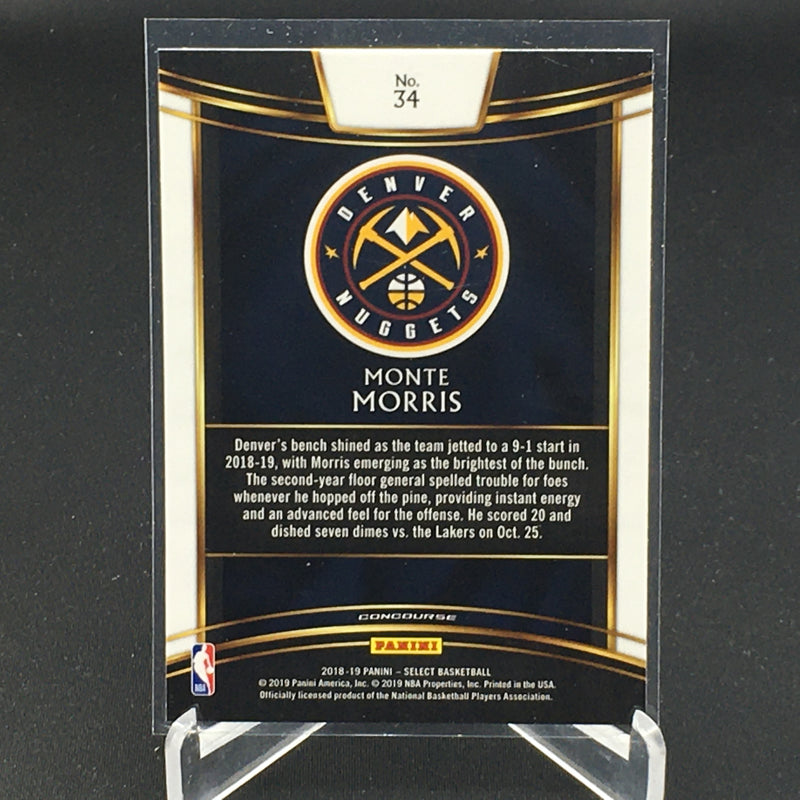 No.
34
DENVER
NUGGETS
MONTE
MORRIS
Denver's bench shined as the team jetted to a 9-1 start in
2018-19, with Morris emerging as the brightest of the bunch.
The second-year floor general spelled trouble for foes
whenever he hopped off the pine, providing instant energy
and an advanced feel for the offense. He scored 20 and
dished seven dimes vs. the Lakers on Oct. 25.
CONCOURSE
PANINI
NBA
2018-19 PANINI – SELECT BASKETBALL
© 2019 Panini America, Inc. © 2019 NBA Properties, Inc. Printed in the USA.
Officially licensed product of the National Basketball Players Association.